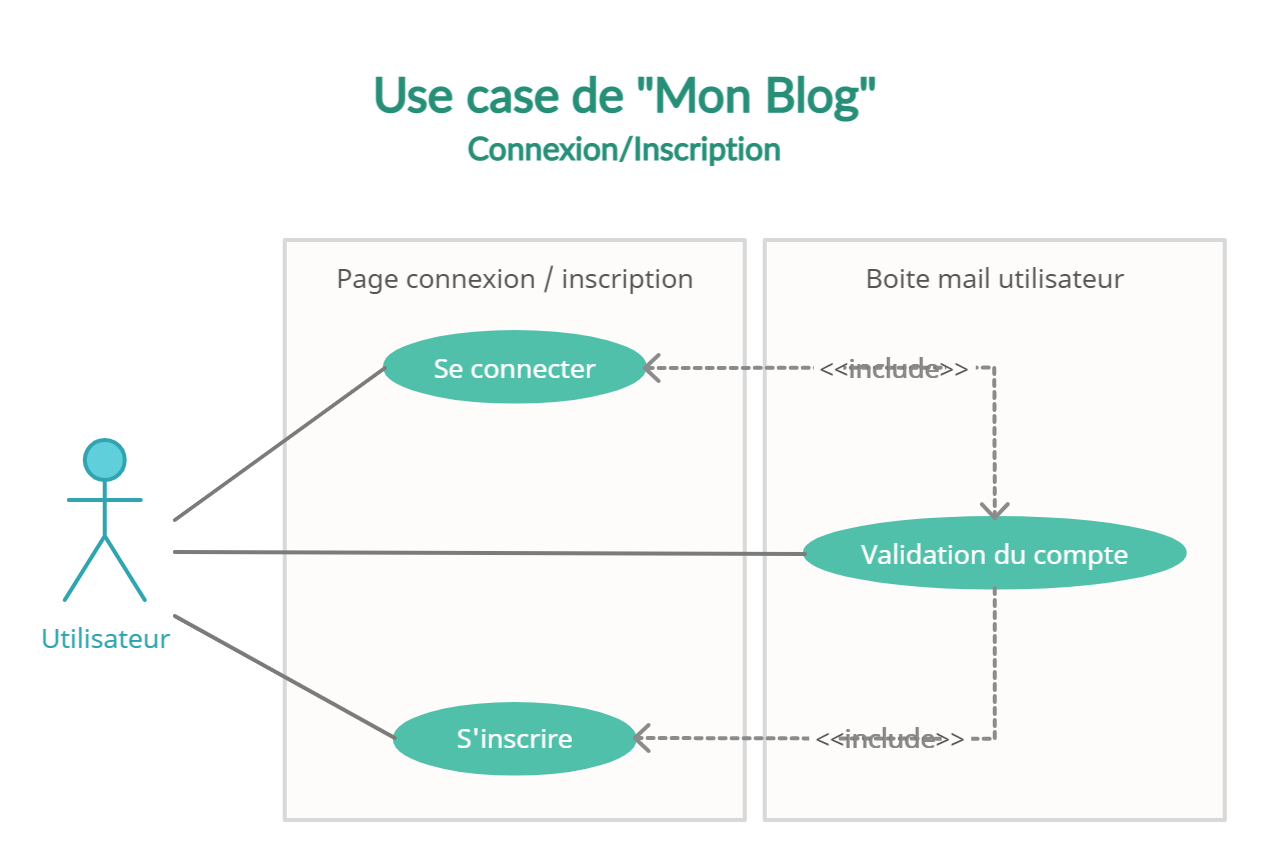 Use case de "Mon Blog"
Connexion/Inscription
Page connexion / inscription
Boite mail utilisateur
Se connecter
<<include>>
Validation du compte
Utilisateur
S'inscrire
<<include>>